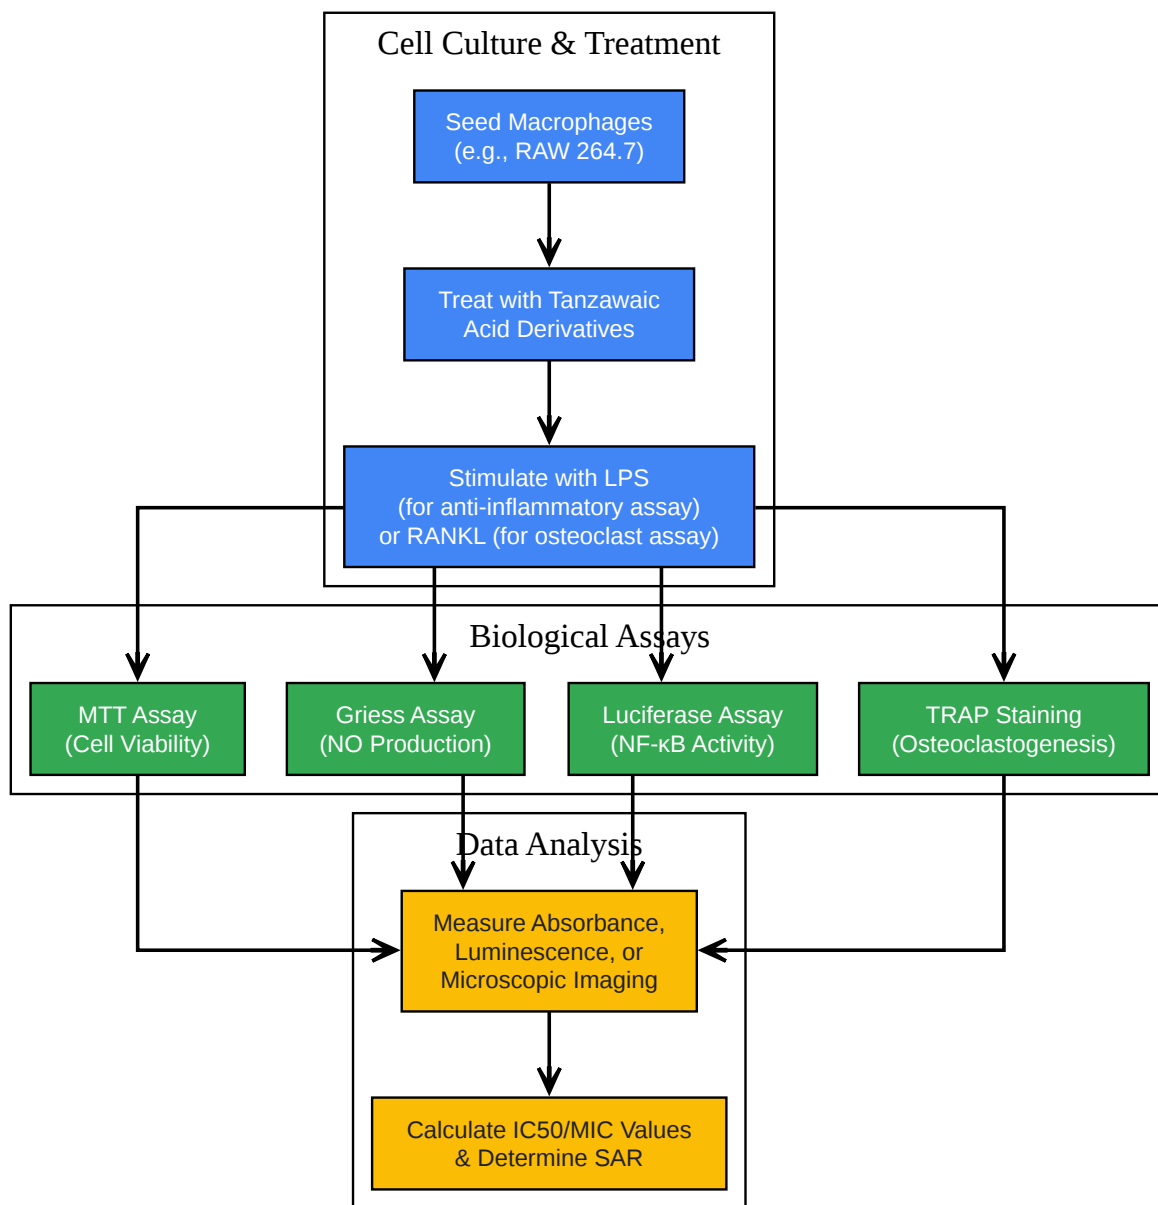 Cell Culture & Treatment
Seed Macrophages
(e.g., RAW 264.7)
Treat with Tanzawaic
Acid Derivatives
Stimulate with LPS
(for anti-inflammatory assay)
or RANKL (for osteoclast assay)
Biological Assays
MTT Assay
(Cell Viability)
Griess Assay
(NO Production)
Luciferase Assay
(NF-κB Activity)
TRAP Staining
(Osteoclastogenesis)
Data Analysis
Measure Absorbance,
Luminescence, or
Microscopic Imaging
Calculate IC50/MIC Values
& Determine SAR